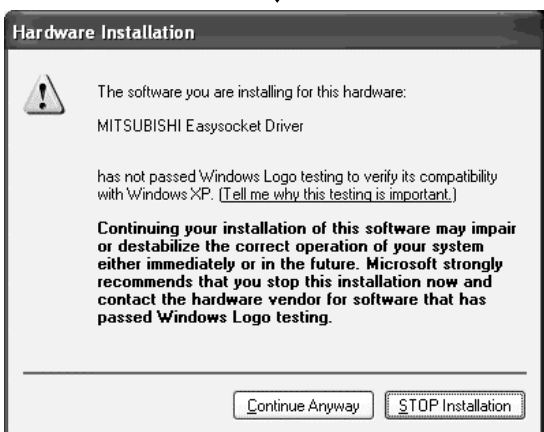 Hardware Installation
The software you are installing for this hardware:
MITSUBISHI Easysocket Driver
has not passed Windows Logo testing to verify its compatibility
with Windows XP. (Tell me why this testing is important.)
Continuing your installation of this software may impair
or destabilize the correct operation of your system
either immediately or in the future. Microsoft strongly
recommends that you stop this installation now and
contact the hardware vendor for software that has
passed Windows Logo testing.
Continue Anyway
STOP Installation